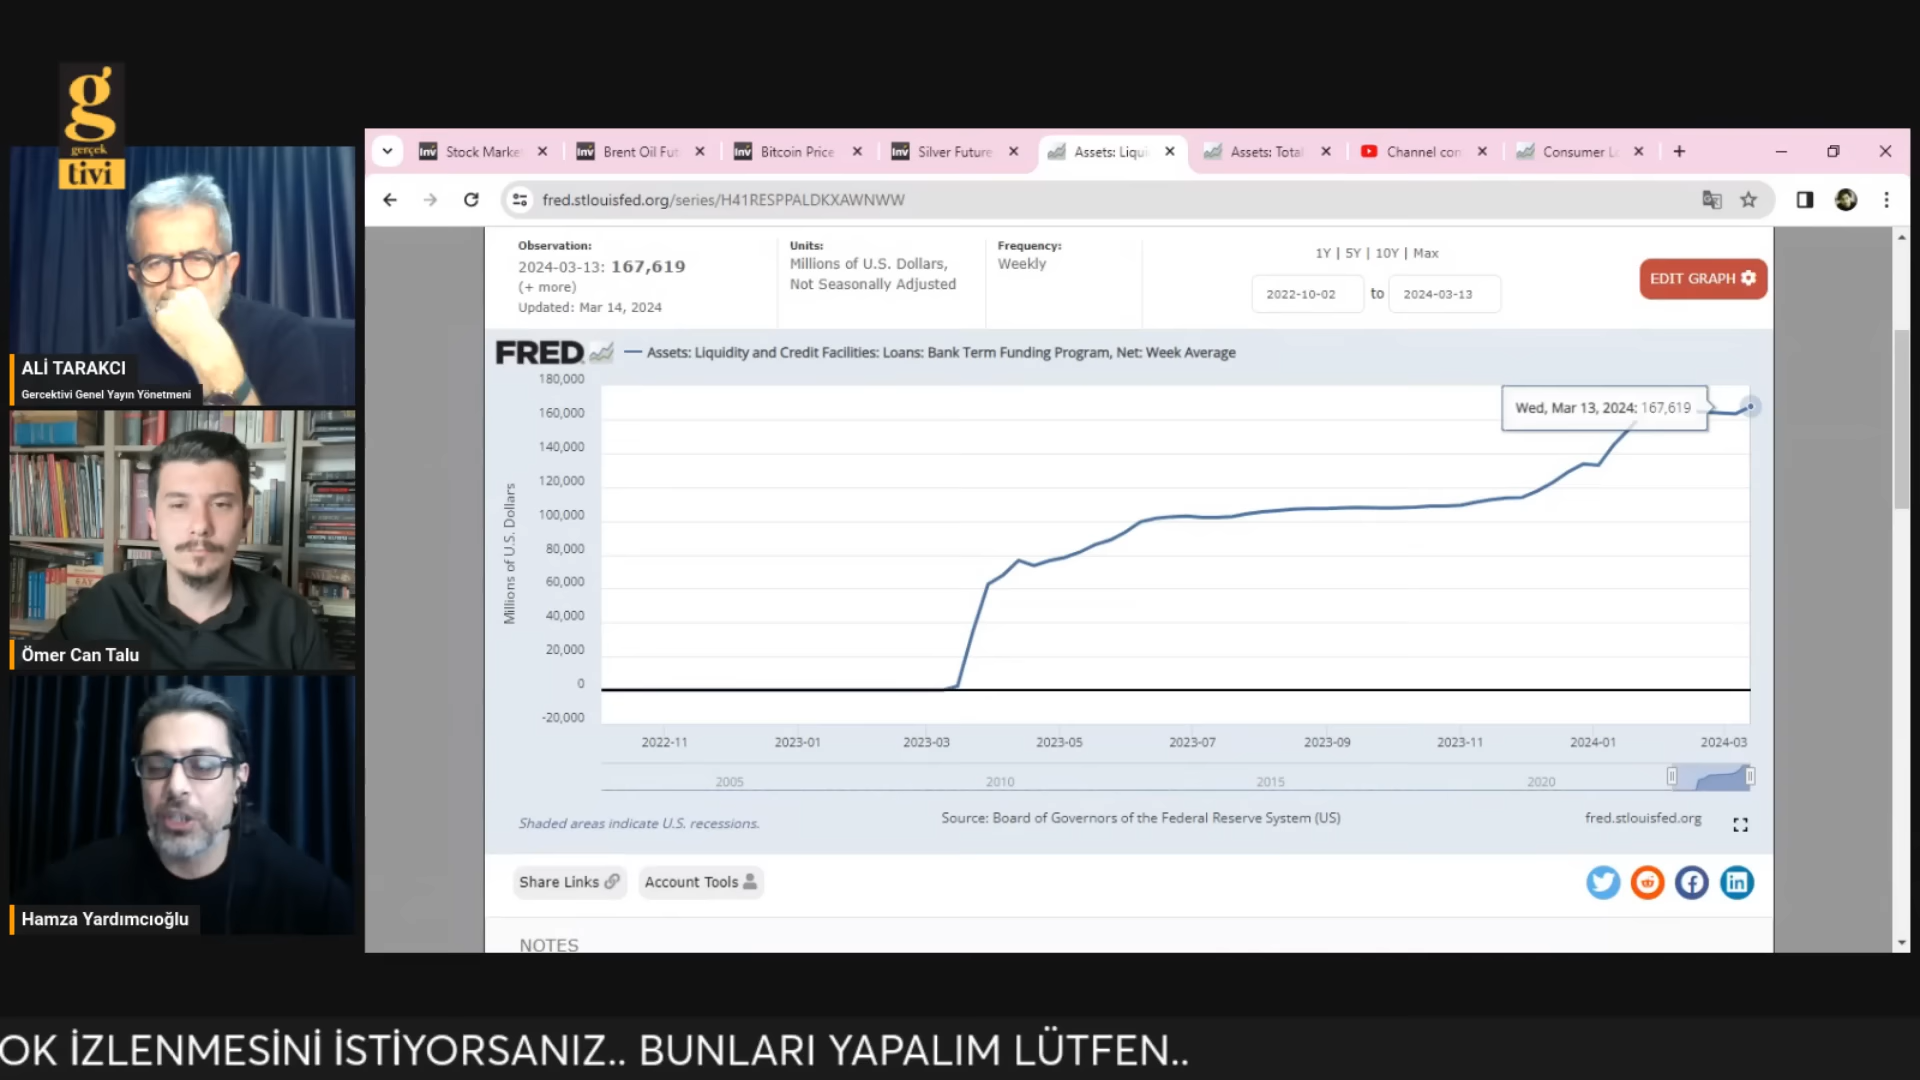 g
gerçek
tivi
ALİ TARAKCI
Gercektivi Genel Yayın Yönetmeni
Ömer Can Talu
Hamza Yardımcıoğlu
Inv Stock Marke
Inv Brent Oil Fut
Inv Bitcoin Price
Inv Silver Future
Assets: Liqui
Assets: Total
Channel con
Consumer L
fred.stlouisfed.org/series/H41RESPPALDKXAWNWW
Observation:
2024-03-13: 167,619
(+ more)
Updated: Mar 14, 2024
Units:
Millions of U.S. Dollars,
Not Seasonally Adjusted
Frequency:
Weekly
1Y | 5Y | 10Y | Max
2022-10-02 to 2024-03-13
EDIT GRAPH
FRED Assets: Liquidity and Credit Facilities: Loans: Bank Term Funding Program, Net: Week Average
180,000
160,000
140,000
120,000
100,000
80,000
60,000
40,000
20,000
0
-20,000
Millions of U.S. Dollars
Wed, Mar 13, 2024: 167,619
2022-11 2023-01 2023-03 2023-05 2023-07 2023-09 2023-11 2024-01 2024-03
2005 2010 2015 2020
Shaded areas indicate U.S. recessions.
Source: Board of Governors of the Federal Reserve System (US)
fred.stlouisfed.org
Share Links
Account Tools
NOTES
OK İZLENMESİNİ İSTİYORSANIZ.. BUNLARI YAPALIM LÜTFEN..